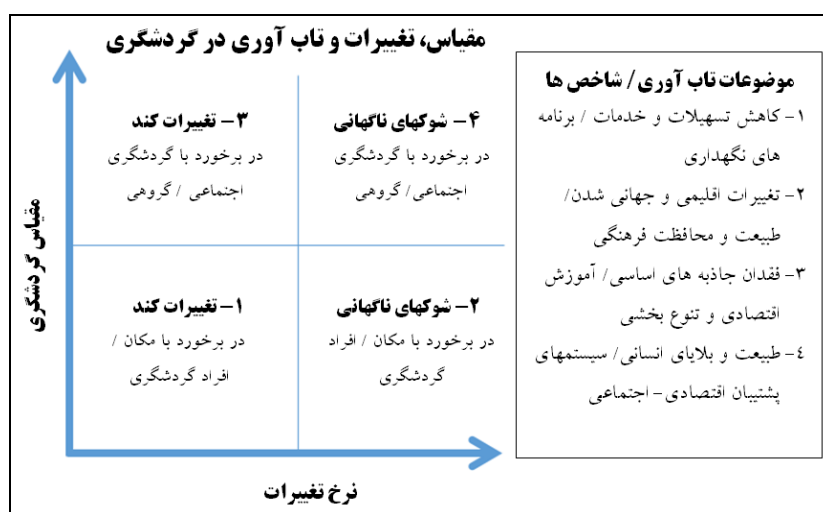 مقیاس، تغییرات و تاب آوری در گردشگری
۳- تغییرات کند
در برخورد با گردشگری
اجتماعی / گروهی
۴- شوکهای ناگهانی
در برخورد با گردشگری
اجتماعی/ گروهی
۱- تغییرات کند
در برخورد با مکان /
افراد گردشگری
۲- شوکهای ناگهانی
در برخورد با مکان / افراد
گردشگری
مقیاس گردشگری
نرخ تغییرات
موضوعات تاب آوری/ شاخص ها
۱- کاهش تسهیلات و خدمات / برنامه
های نگهداری
۲- تغییرات اقلیمی و جهانی شدن/
طبیعت و محافظت فرهنگی
۳- فقدان جاذبه های اساسی/ آموزش
اقتصادی و تنوع بخشی
٤- طبیعت و بلایای انسانی/ سیستمهای
پشتیبان اقتصادی- اجتماعی